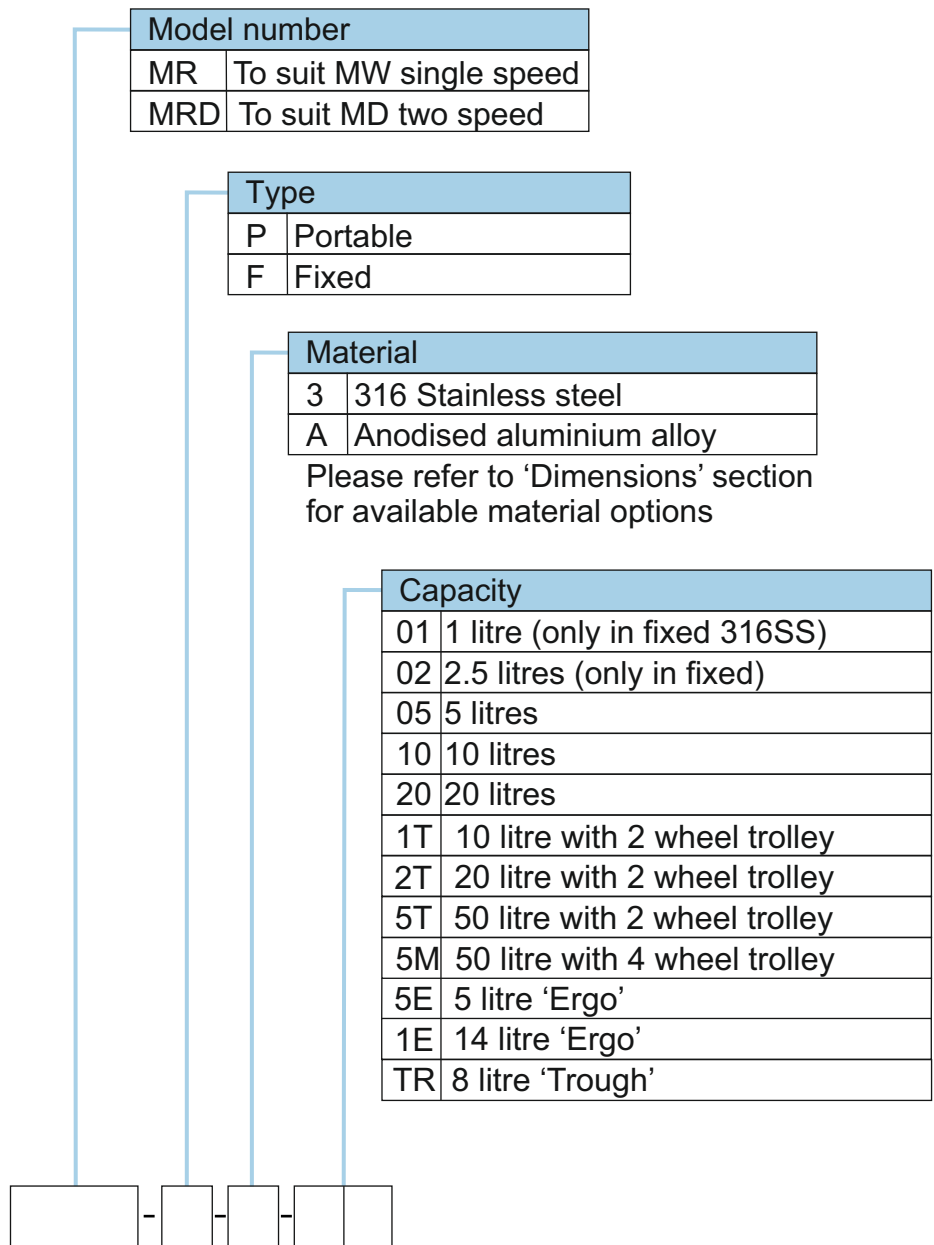 Model number
MR To suit MW single speed
MRD To suit MD two speed
Type
P Portable
F Fixed
Material
3 316 Stainless steel
A Anodised aluminium alloy
Please refer to ‘Dimensions’ section
for available material options
Capacity
01 1 litre (only in fixed 316SS)
02 2.5 litres (only in fixed)
05 5 litres
10 10 litres
20 20 litres
1T 10 litre with 2 wheel trolley
2T 20 litre with 2 wheel trolley
5T 50 litre with 2 wheel trolley
5M 50 litre with 4 wheel trolley
5E 5 litre ‘Ergo’
1E 14 litre ‘Ergo’
TR 8 litre ‘Trough’
- - -